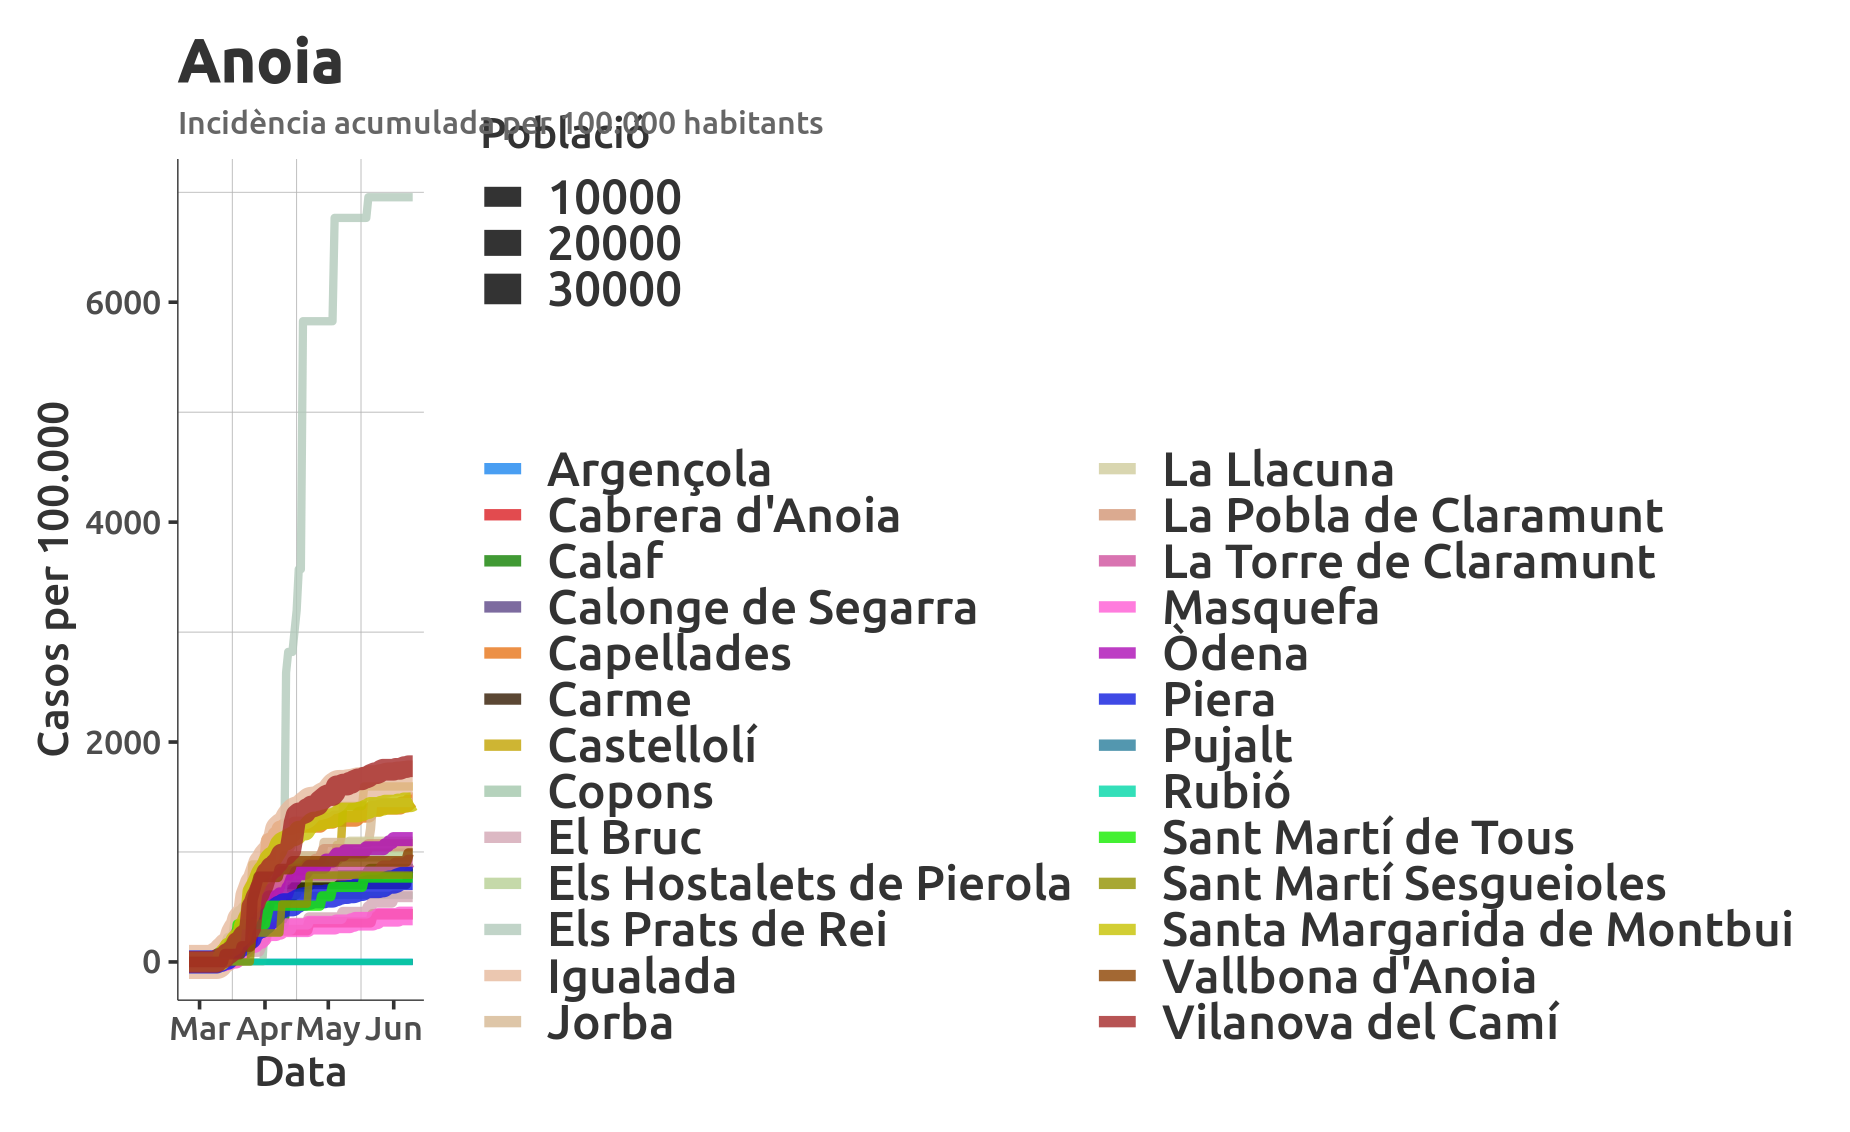 Anoia
Incidència acumulada per 100.000 habitants
Població
10000
20000
30000
Casos per 100.000
6000
4000
2000
0
Mar Apr May Jun
Data
Argençola
Cabrera d'Anoia
Calaf
Calonge de Segarra
Capellades
Carme
Castellolí
Copons
El Bruc
Els Hostalets de Pierola
Els Prats de Rei
Igualada
Jorba
La Llacuna
La Pobla de Claramunt
La Torre de Claramunt
Masquefa
Òdena
Piera
Pujalt
Rubió
Sant Martí de Tous
Sant Martí Sesgueioles
Santa Margarida de Montbui
Vallbona d'Anoia
Vilanova del Camí